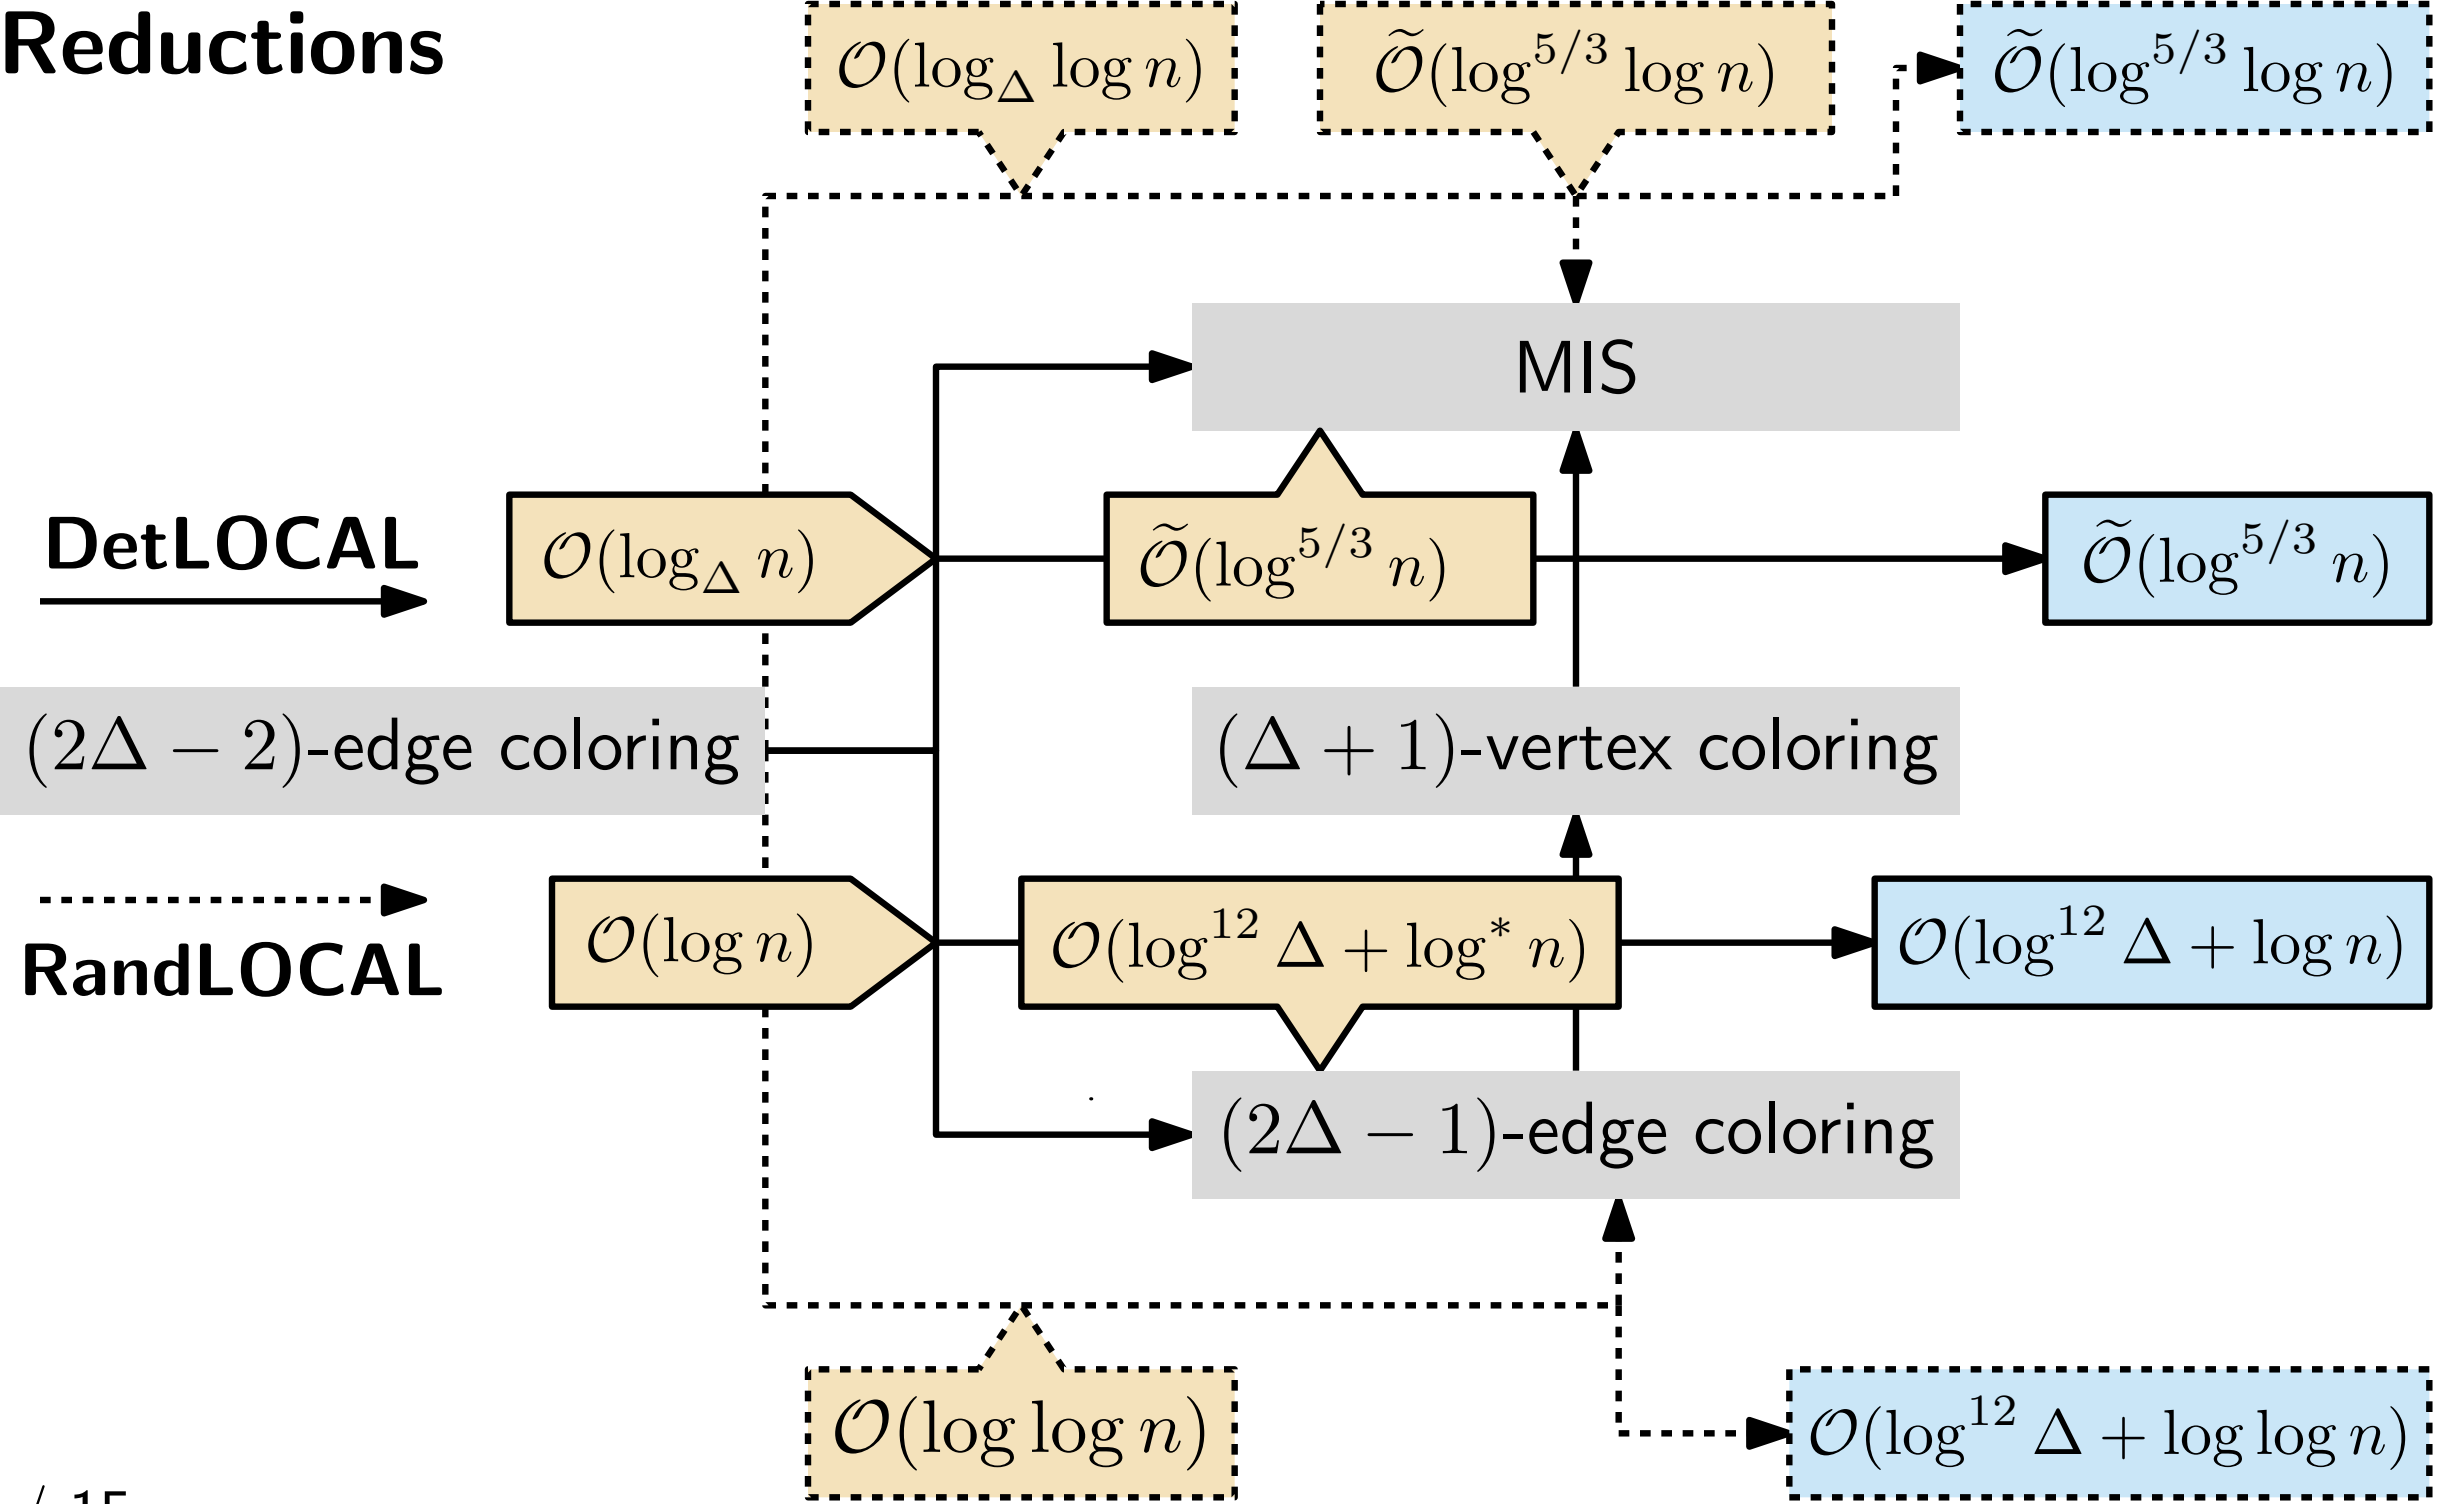 Reductions
𝒪(log_Δ log n)
𝒪̃(log^{5/3} log n)
𝒪̃(log^{5/3} log n)
MIS
DetLOCAL
𝒪(log_Δ n)
𝒪̃(log^{5/3} n)
𝒪̃(log^{5/3} n)
(2Δ − 2)-edge coloring
(Δ + 1)-vertex coloring
RandLOCAL
𝒪(log n)
𝒪(log^{12} Δ + log^* n)
𝒪(log^{12} Δ + log n)
(2Δ − 1)-edge coloring
𝒪(log log n)
𝒪(log^{12} Δ + log log n)
/ 15